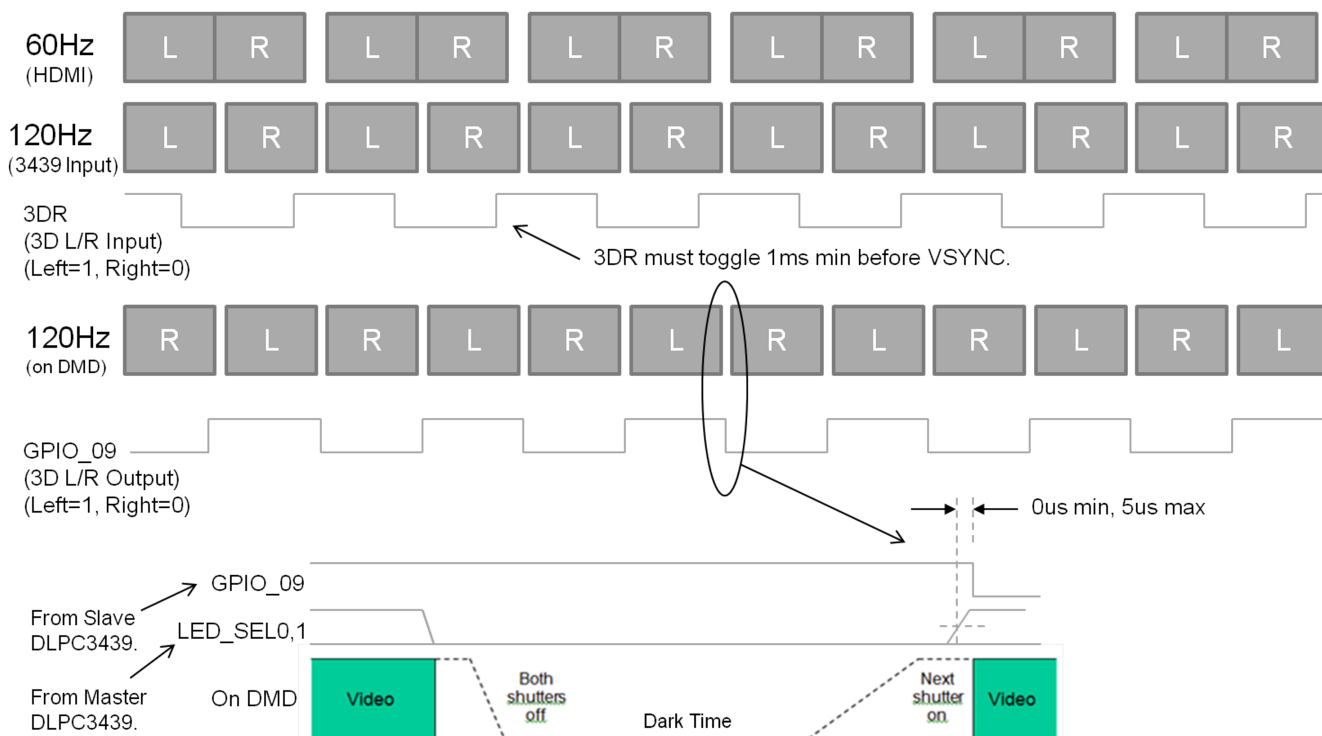 60Hz
(HDMI)
L R L R L R L R L R L R
120Hz
(3439 Input)
L R L R L R L R L R L R
3DR
(3D L/R Input)
(Left=1, Right=0)
3DR must toggle 1ms min before VSYNC.
120Hz
(on DMD)
R L R L R L R L R L R L
GPIO_09
(3D L/R Output)
(Left=1, Right=0)
0us min, 5us max
GPIO_09
From Slave
DLPC3439.
LED_SEL0,1
From Master
DLPC3439.
On DMD
Video
Both
shutters
off
Dark Time
Next
shutter
on
Video